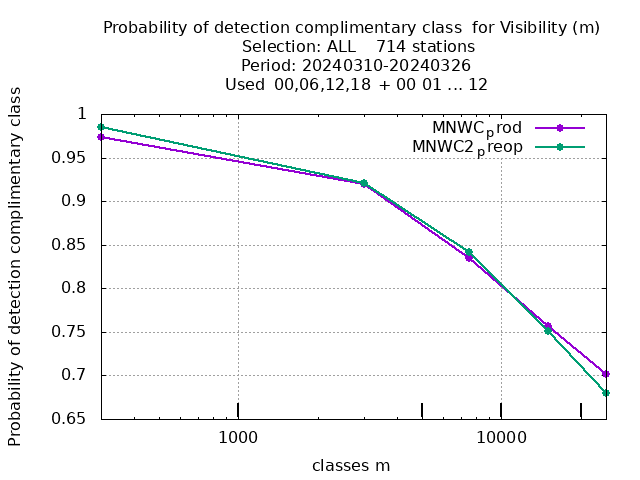 Probability of detection complimentary class  for Visibility (m)
Selection: ALL    714 stations
Period: 20240310-20240326
Used  00,06,12,18 + 00 01 ... 12
Probability of detection complimentary class
1
0.95
0.9
0.85
0.8
0.75
0.7
0.65
MNWCprod
MNWC2preop
1000
10000
classes m